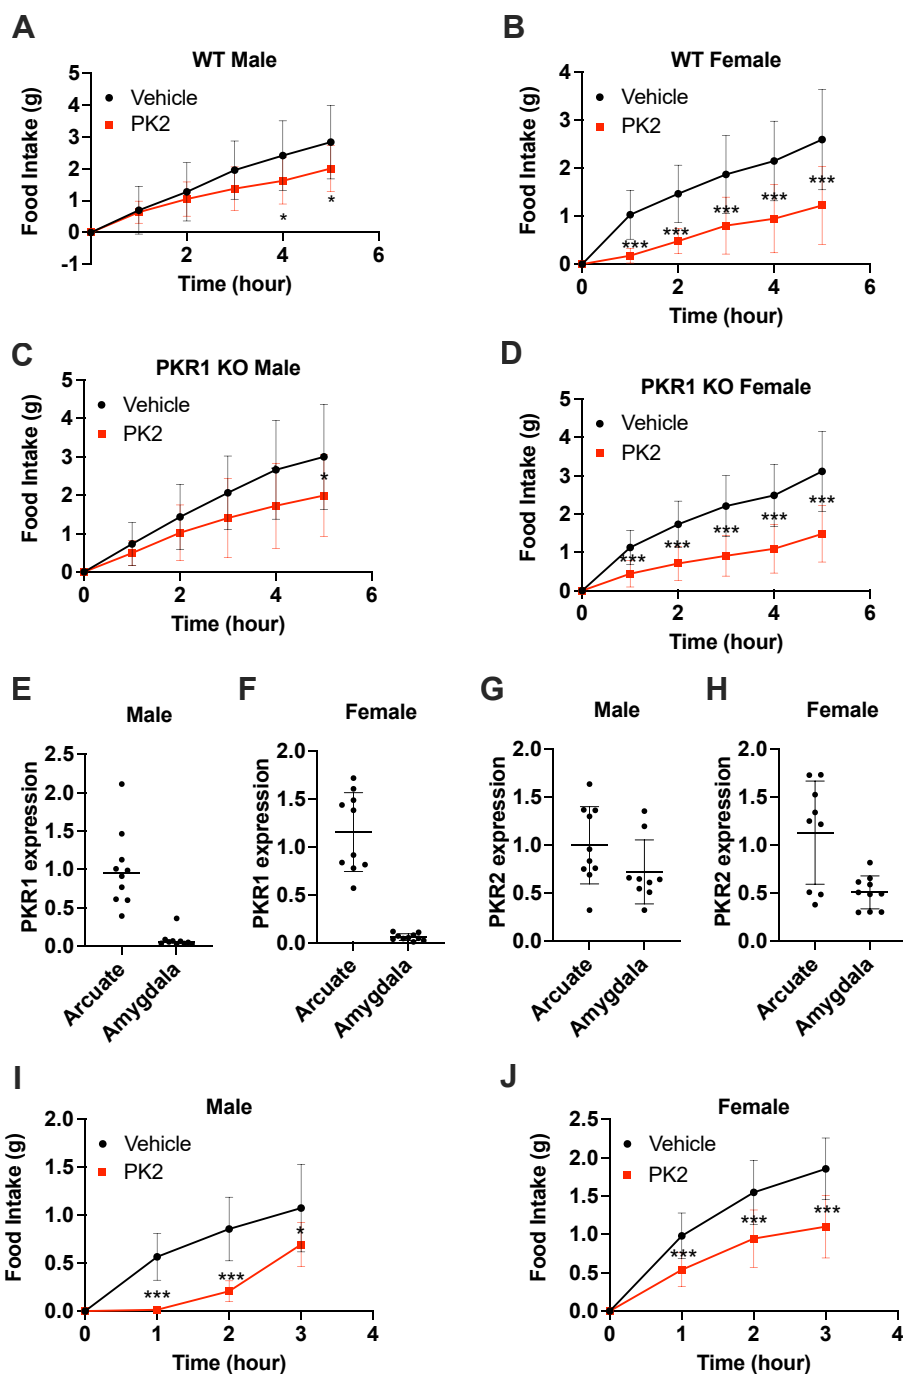 A
WT Male
Food Intake (g)
5
4
3
2
1
0
-1
Vehicle
PK2
*
*
2
4
6
Time (hour)
B
WT Female
Food Intake (g)
4
3
2
1
0
Vehicle
PK2
***
***
***
***
***
0
2
4
6
Time (hour)
C
PKR1 KO Male
Food Intake (g)
5
4
3
2
1
0
Vehicle
PK2
*
0
2
4
6
Time (hour)
D
PKR1 KO Female
Food Intake (g)
5
4
3
2
1
0
Vehicle
PK2
***
***
***
***
***
0
2
4
6
Time (hour)
E
Male
PKR1 expression
2.5
2.0
1.5
1.0
0.5
0.0
Arcuate
Amygdala
F
Female
PKR1 expression
2.0
1.5
1.0
0.5
0.0
Arcuate
Amygdala
G
Male
PKR2 expression
2.0
1.5
1.0
0.5
0.0
Arcuate
Amygdala
H
Female
PKR2 expression
2.0
1.5
1.0
0.5
0.0
Arcuate
Amygdala
I
Male
Food Intake (g)
2.0
1.5
1.0
0.5
0.0
Vehicle
PK2
***
***
*
0
1
2
3
4
Time (hour)
J
Female
Food Intake (g)
2.5
2.0
1.5
1.0
0.5
0.0
Vehicle
PK2
***
***
***
0
1
2
3
4
Time (hour)